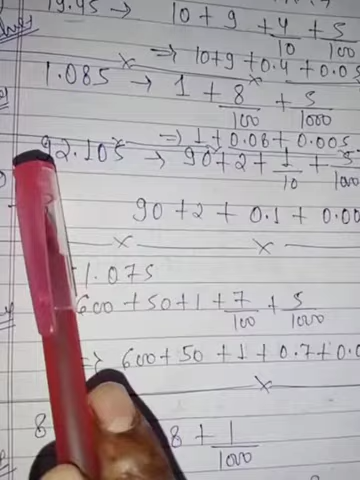 19.45 → 10 + 9 + 4/10 + 5/100
⇒ 10+9 + 0.4 + 0.05
1.085 → 1 + 8/100 + 5/1000
⇒ 1 + 0.08 + 0.005
92.105 → 90 + 2 + 1/10 + 5/1000
90 + 2 + 0.1 + 0.00
1.075
600 + 50 + 1 + 7/100 + 5/1000
⇒ 600 + 50 + 1 + 0.7 + 0.0
8 8 + 1/1000